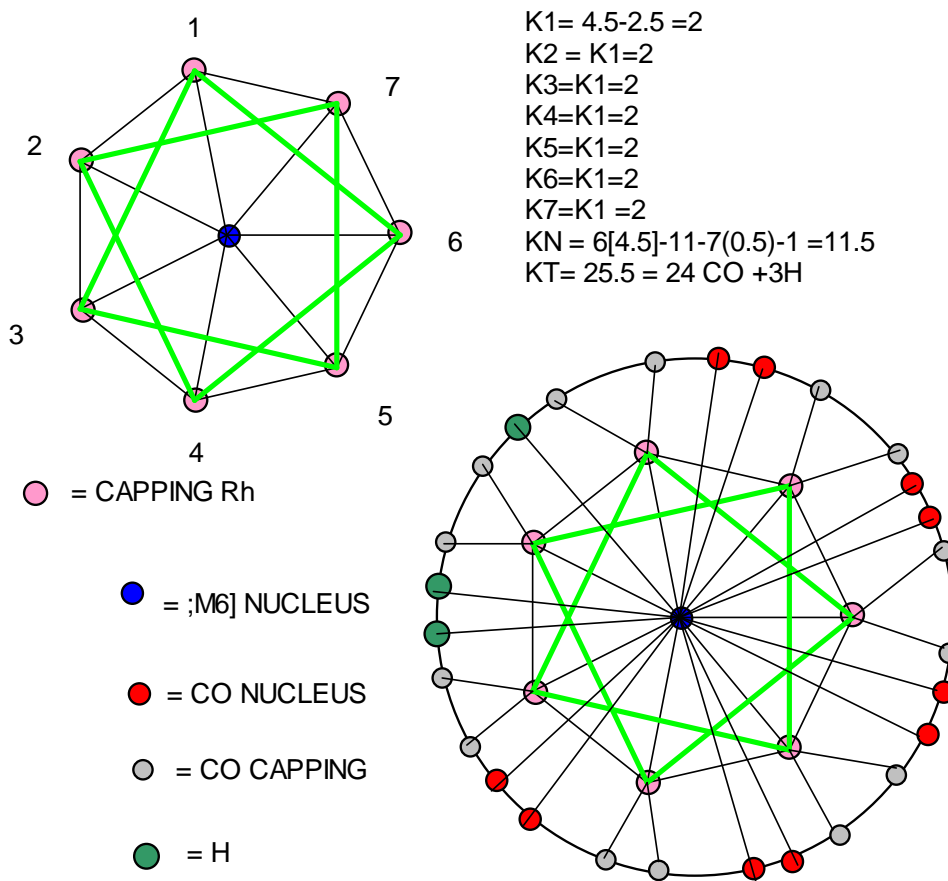 1
7
2
6
3
5
4
K1= 4.5-2.5 =2
K2 = K1=2
K3=K1=2
K4=K1=2
K5=K1=2
K6=K1=2
K7=K1 =2
KN = 6[4.5]-11-7(0.5)-1 =11.5
KT= 25.5 = 24 CO +3H
= CAPPING Rh
= ;M6] NUCLEUS
= CO NUCLEUS
= CO CAPPING
= H